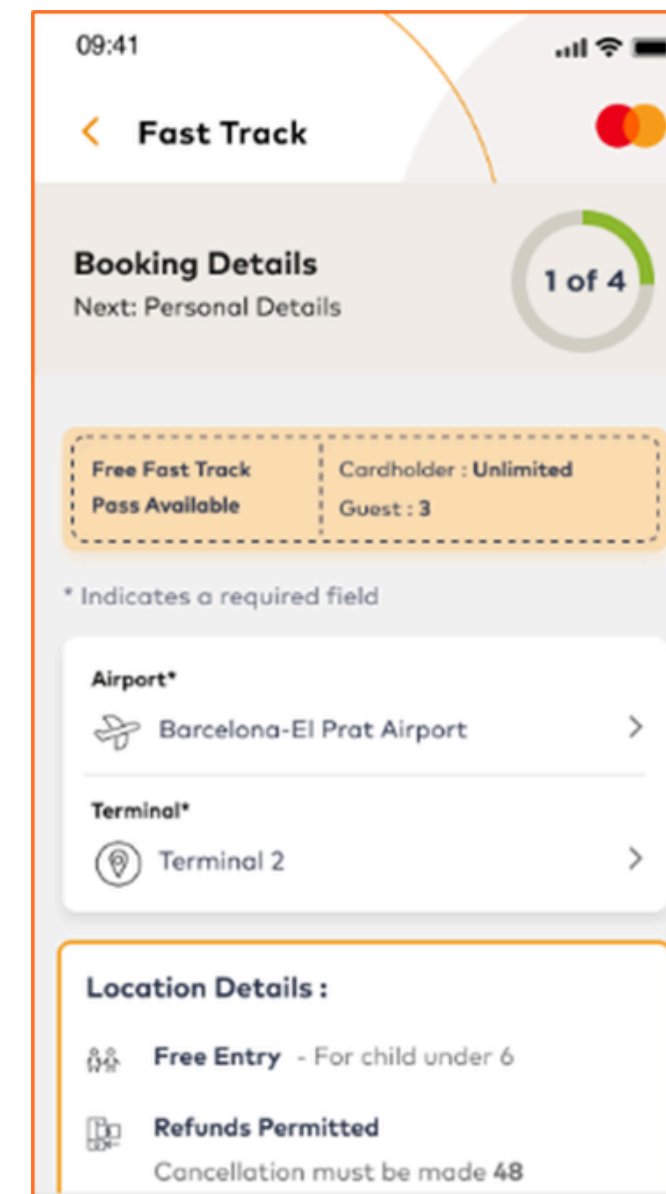 09:41
Fast Track
Booking Details
Next: Personal Details
1 of 4
Free Fast Track
Pass Available
Cardholder : Unlimited
Guest : 3
* Indicates a required field
Airport*
Barcelona-El Prat Airport
Terminal*
Terminal 2
Location Details :
Free Entry - For child under 6
Refunds Permitted
Cancellation must be made 48